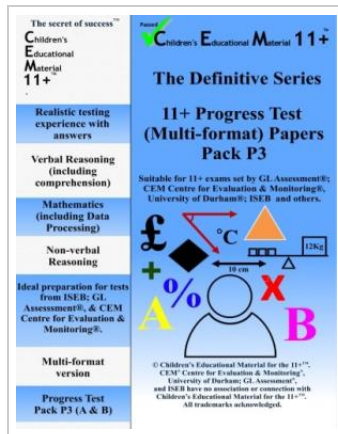 The secret of success™
Children's
Educational
Material
11+™
Realistic testing
experience with
answers
Verbal Reasoning
(including
comprehension)
Mathematics
(including Data
Processing)
Non-verbal
Reasoning
Ideal preparation for tests
from ISEB; GL
Assesssment®, & CEM
Centre for Evaluation &
Monitoring®.
Multi-format
version
Progress Test
Pack P3 (A & B)
Passed
Children's Educational Material 11+™
The Definitive Series
11+ Progress Test
(Multi-format) Papers
Pack P3
Suitable for 11+ exams set by GL Assessment®;
CEM Centre for Evaluation & Monitoring®,
University of Durham®; ISEB and others.
£
°C
12Kg
+
10 cm
%
X
A
B
© Children's Educational Material for the 11+™.
CEM® Centre for Evaluation & Monitoring®,
University of Durham; GL Assessment®,
and ISEB have no association or connection with
Children's Educational Material for the 11+™.
All trademarks acknowledged.